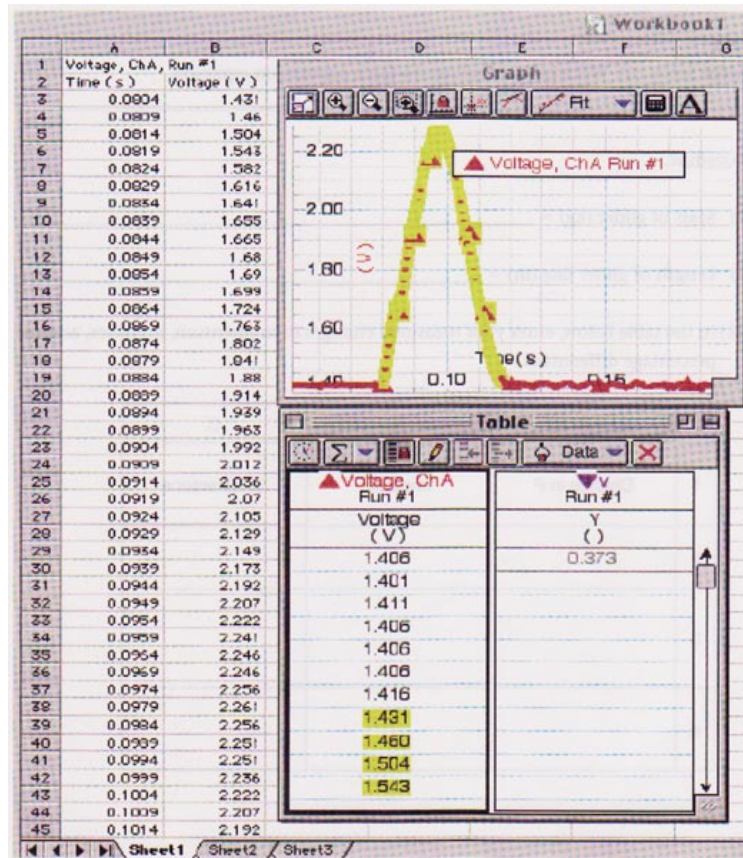 Workbook1
A B C D E F G
1 Voltage, ChA, Run #1
2 Time ( s ) Voltage ( V )
3 0.0804 1.431
4 0.0809 1.46
5 0.0814 1.504
6 0.0819 1.543
7 0.0824 1.582
8 0.0829 1.616
9 0.0834 1.641
10 0.0839 1.655
11 0.0844 1.665
12 0.0849 1.68
13 0.0854 1.69
14 0.0859 1.699
15 0.0864 1.724
16 0.0869 1.763
17 0.0874 1.802
18 0.0879 1.841
19 0.0884 1.88
20 0.0889 1.914
21 0.0894 1.939
22 0.0899 1.963
23 0.0904 1.992
24 0.0909 2.012
25 0.0914 2.036
26 0.0919 2.07
27 0.0924 2.105
28 0.0929 2.129
29 0.0934 2.149
30 0.0939 2.173
31 0.0944 2.192
32 0.0949 2.207
33 0.0954 2.222
34 0.0959 2.241
35 0.0964 2.246
36 0.0969 2.246
37 0.0974 2.256
38 0.0979 2.261
39 0.0984 2.256
40 0.0989 2.251
41 0.0994 2.251
42 0.0999 2.236
43 0.1004 2.222
44 0.1009 2.207
45 0.1014 2.192
Sheet1 Sheet2 Sheet3
Graph
Fit A
2.20
Voltage, ChA Run #1
2.00
(V)
1.80
1.60
Time(s)
1.40 0.10 0.15
Table
Σ Data
Voltage, ChA V
Run #1 Run #1
Voltage Y
(V) ( )
1.406 0.373
1.401
1.411
1.406
1.406
1.406
1.416
1.431
1.460
1.504
1.543